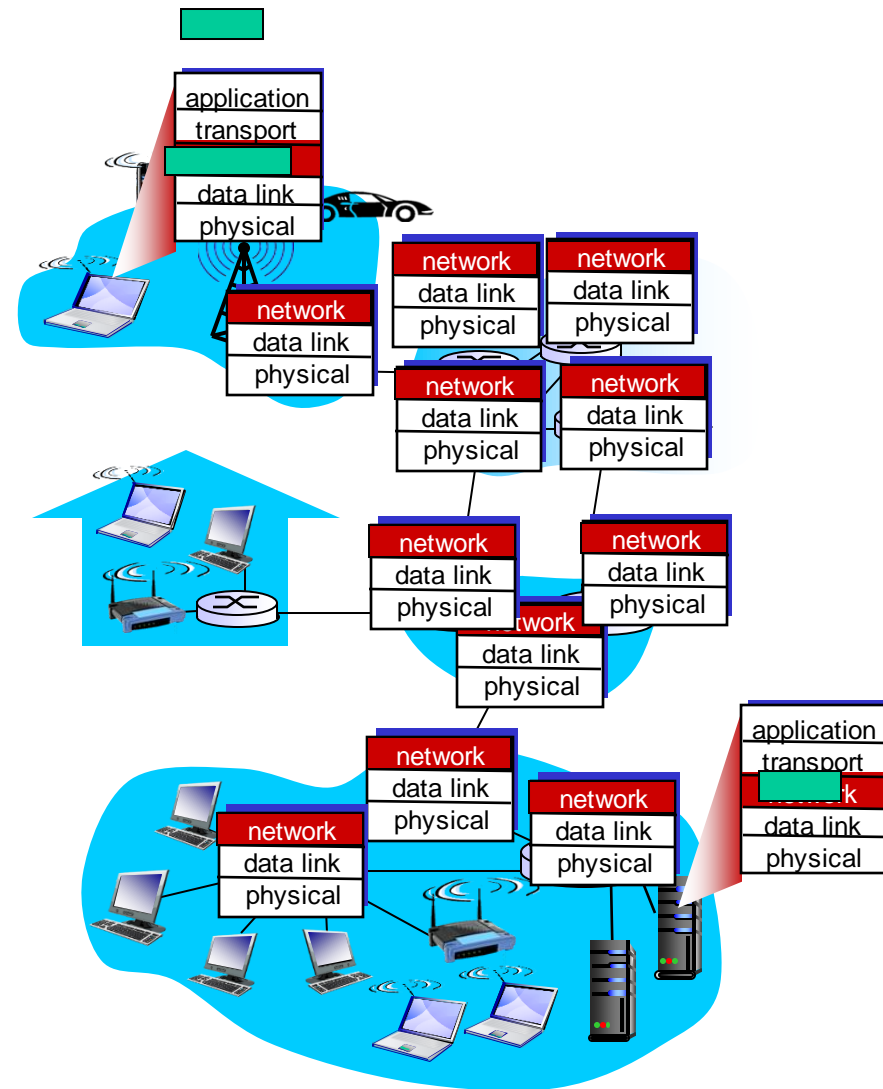 application
transport
data link
physical
network
data link
physical
network
data link
physical
network
data link
physical
network
data link
physical
network
data link
physical
network
data link
physical
network
data link
physical
network
data link
physical
network
data link
physical
network
data link
physical
network
data link
physical
application
transport
network
data link
physical